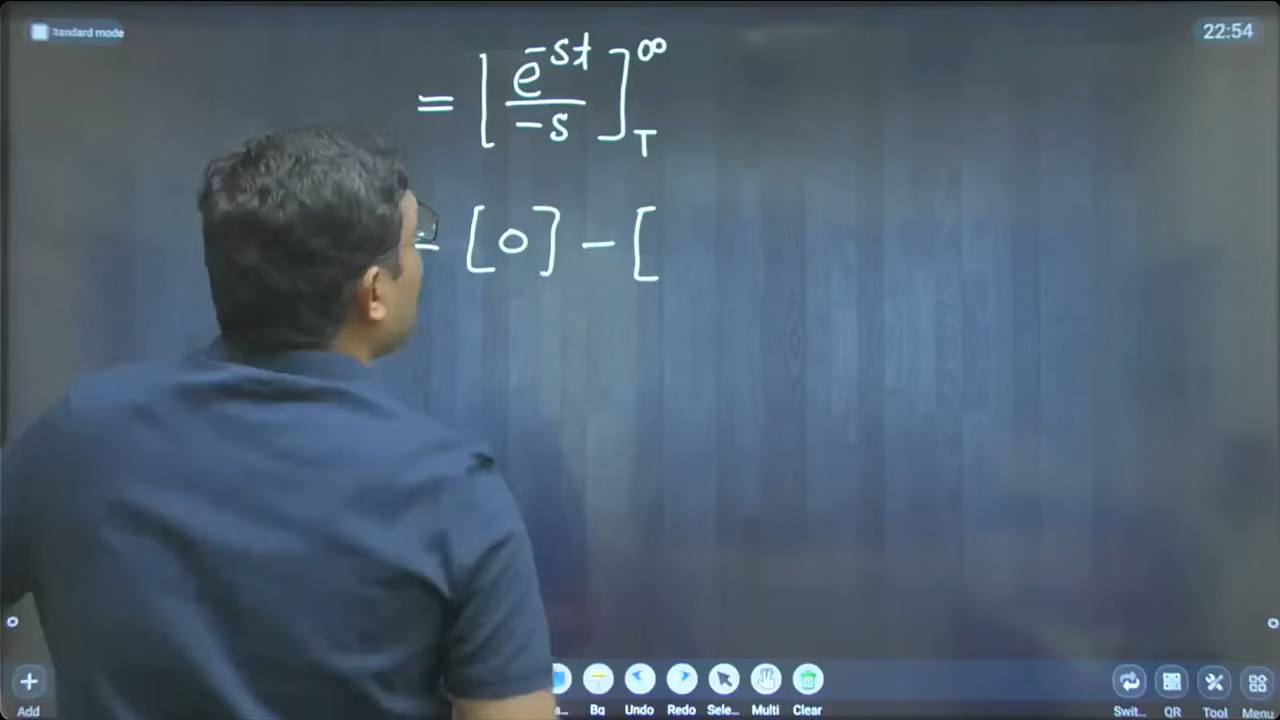 Standard mode
22:54
= [e^{-st}/-s]_T^∞
= [0] - [
Add
Bg Undo Redo Sele... Multi Clear
Swit... QR Tool Menu